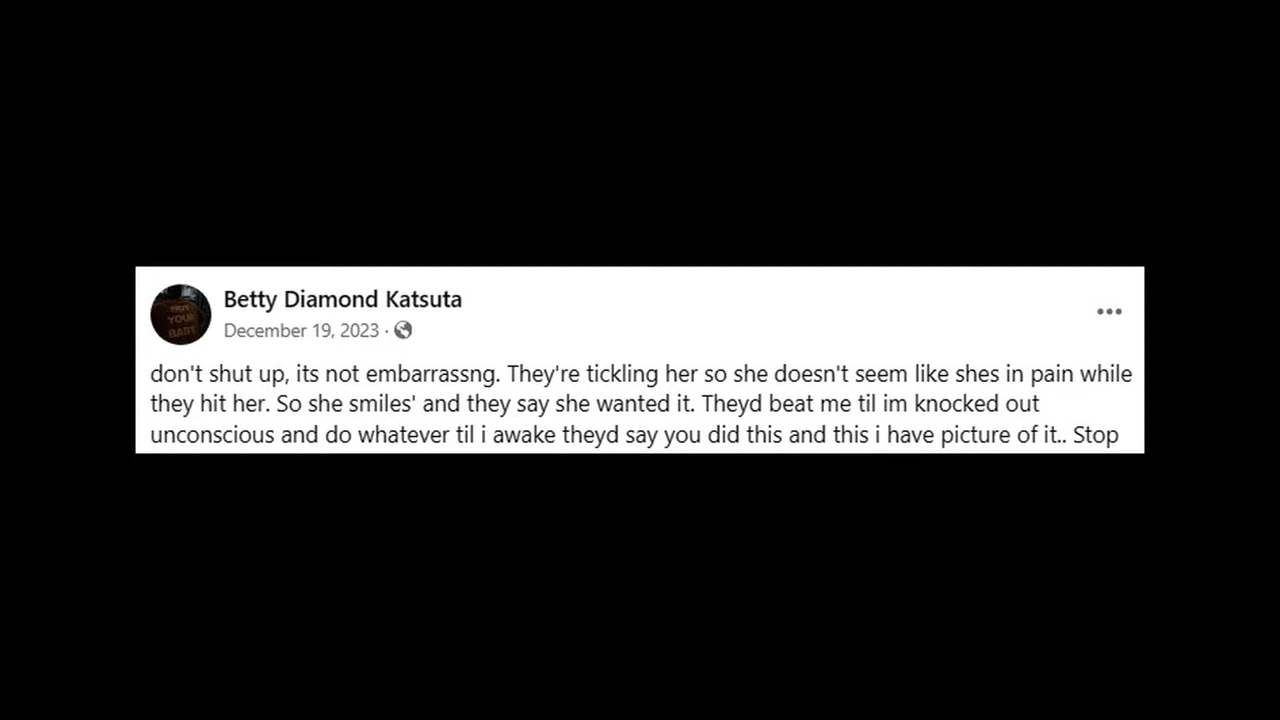 Betty Diamond Katsuta
December 19, 2023 ·
don't shut up, its not embarrassng. They're tickling her so she doesn't seem like shes in pain while
they hit her. So she smiles' and they say she wanted it. Theyd beat me til im knocked out
unconscious and do whatever til i awake theyd say you did this and this i have picture of it.. Stop
YOUR
BABY